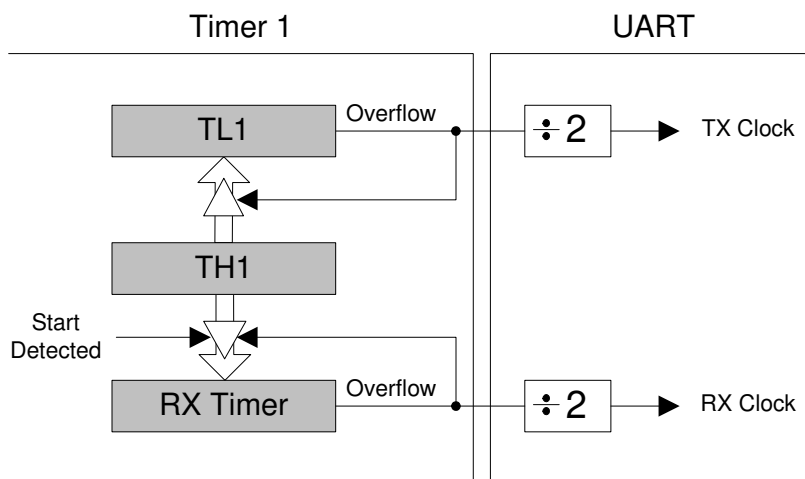 Timer 1
UART
TL1
Overflow
÷2
TX Clock
TH1
Start
Detected
RX Timer
Overflow
÷2
RX Clock